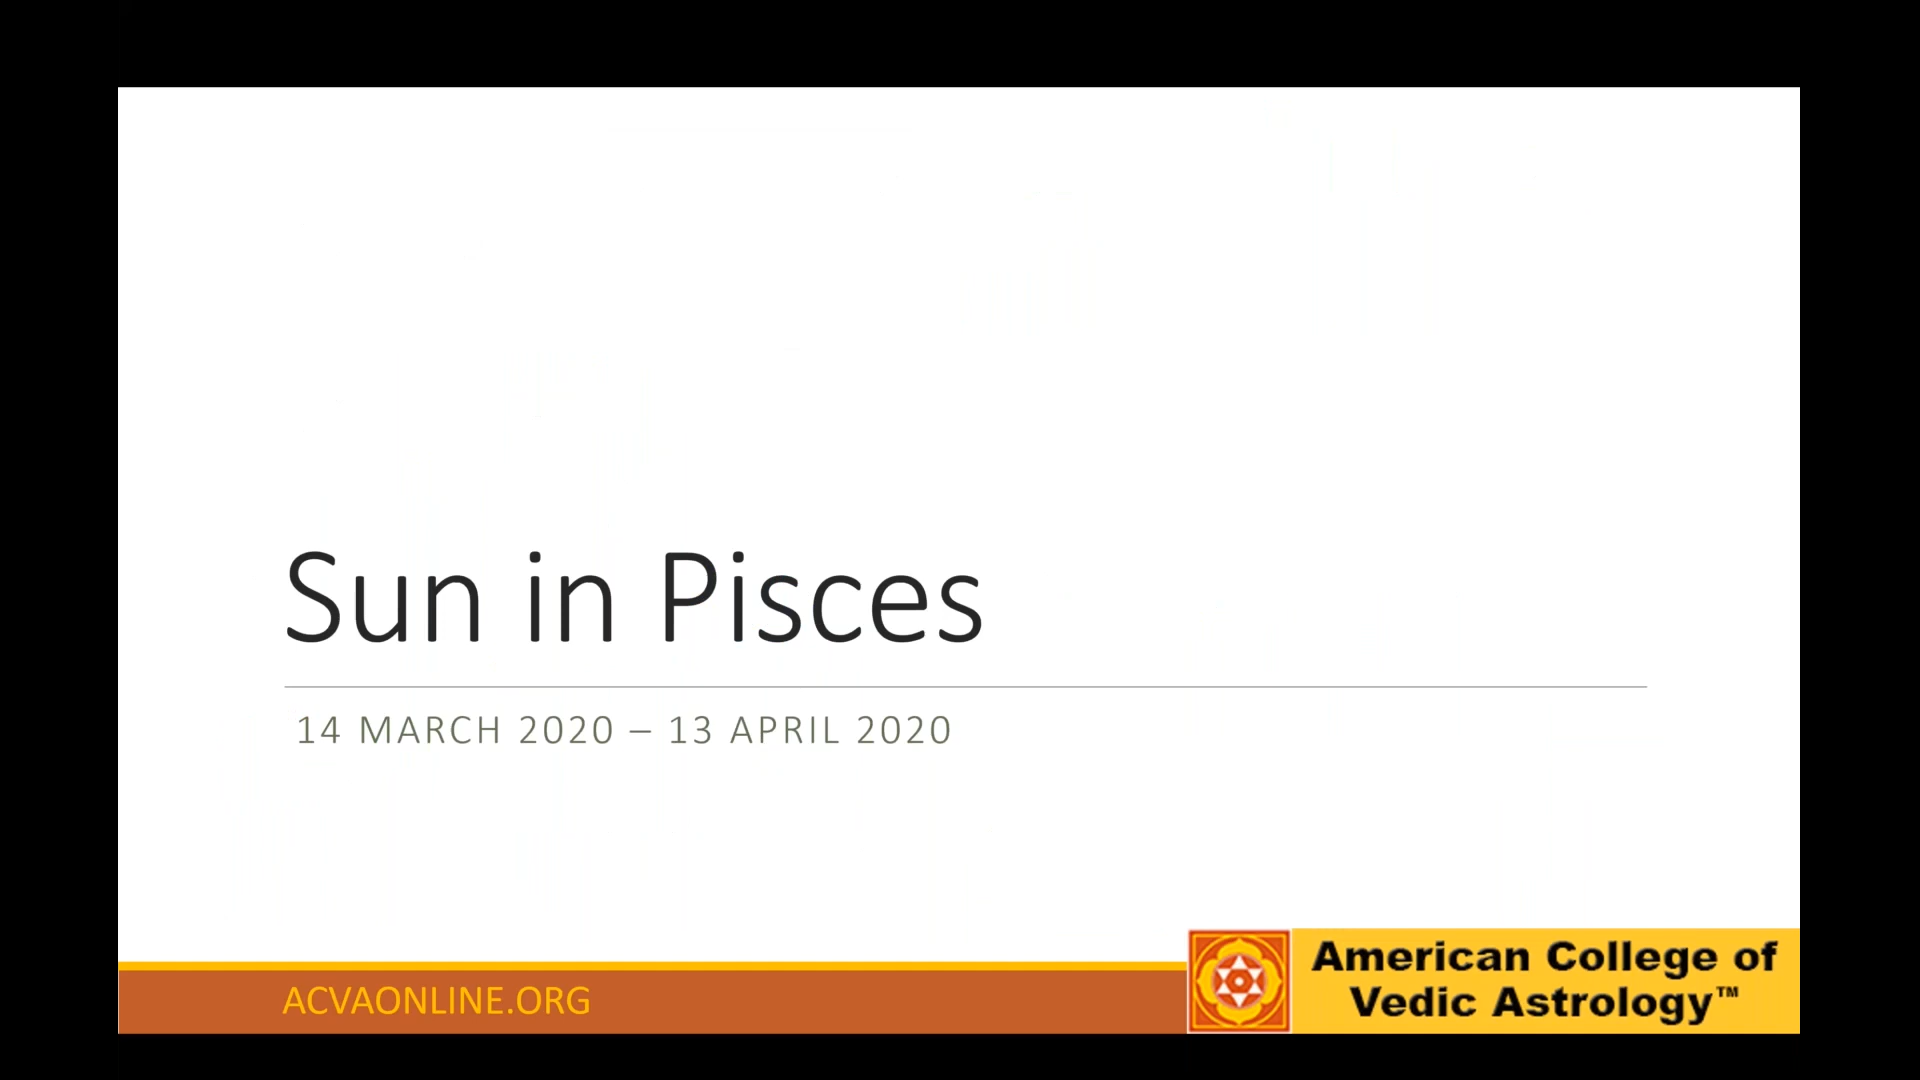 Sun in Pisces
14 MARCH 2020 – 13 APRIL 2020
ACVAONLINE.ORG
American College of
Vedic Astrology™